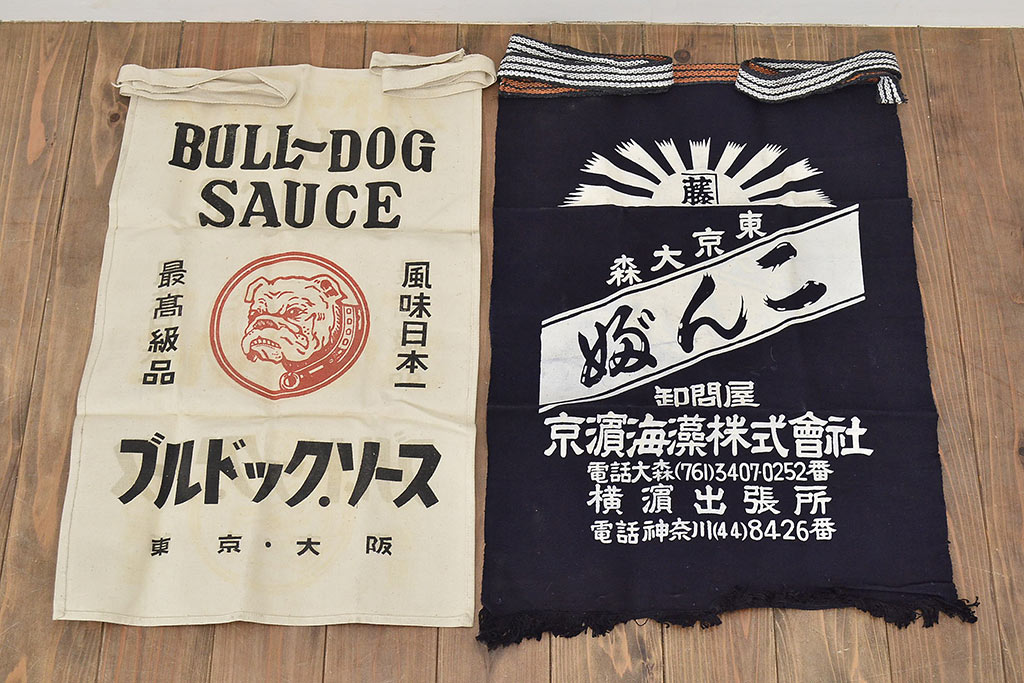 BULL-DOG
SAUCE
風味日本一
最高級品
ブルドック.ソース
東京・大阪
藤
東京大森
こんぶ
卸問屋
京濱海藻株式會社
電話大森(761)3407·0252番
横濱出張所
電話神奈川(44)8426番